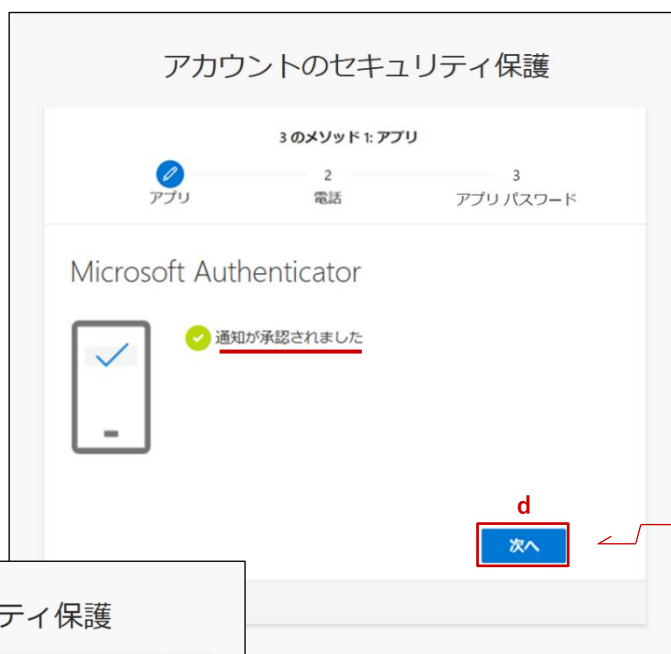 アカウントのセキュリティ保護
3 のメソッド 1: アプリ
2
3
アプリ
電話
アプリ パスワード
Microsoft Authenticator
通知が承認されました
d
次へ
ティ保護